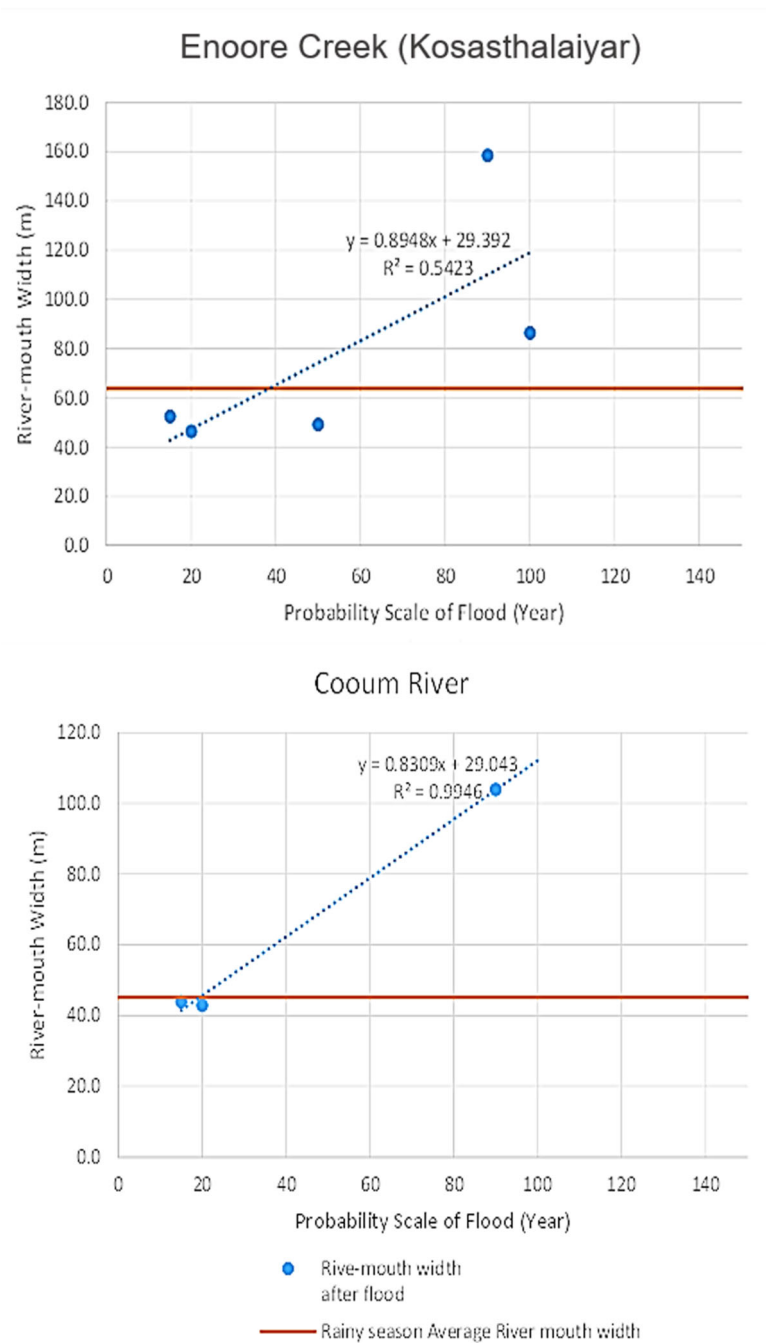 Enoore Creek (Kosasthalaiyar)
180.0
160.0
140.0
120.0
100.0
80.0
60.0
40.0
20.0
0.0
River-mouth Width (m)
y = 0.8948x + 29.392
R² = 0.5423
0 20 40 60 80 100 120 140
Probability Scale of Flood (Year)
Cooum River
120.0
100.0
80.0
60.0
40.0
20.0
0.0
River-mouth Width (m)
y = 0.8309x + 29.043
R² = 0.9946
0 20 40 60 80 100 120 140
Probability Scale of Flood (Year)
Rive-mouth width
after flood
Rainy season Average River mouth width